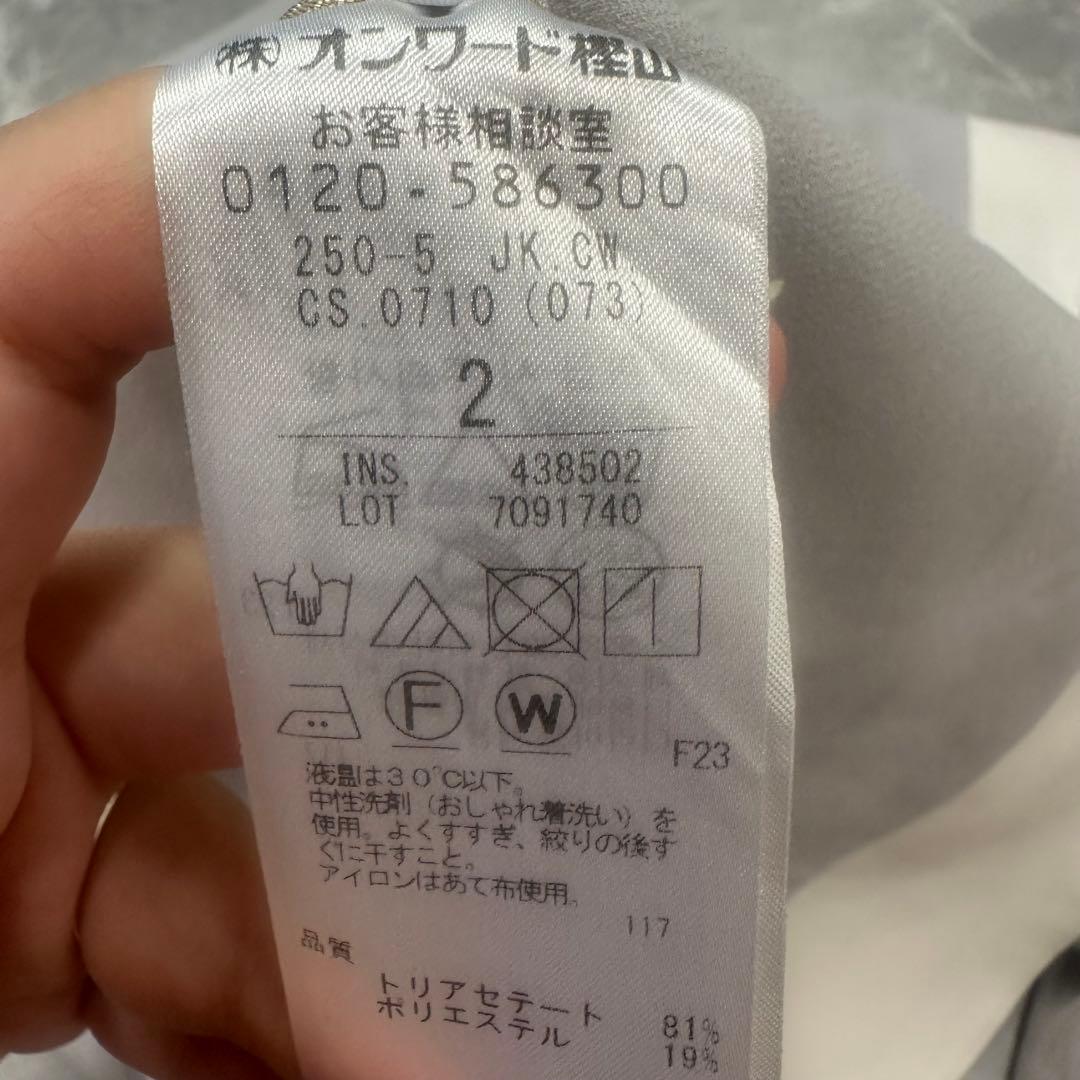 (株)オンワード樫山
お客様相談室
0120-586300
250-5 JK.CW
CS.0710 (073)
2
INS. 438502
LOT 7091740
F W
F23
液温は30℃以下。
中性洗剤（おしゃれ着洗い）を
使用。よくすすぎ、絞りの後す
ぐに干すこと。
アイロンはあて布使用。
117
品質
トリアセテート 81%
ポリエステル 19%